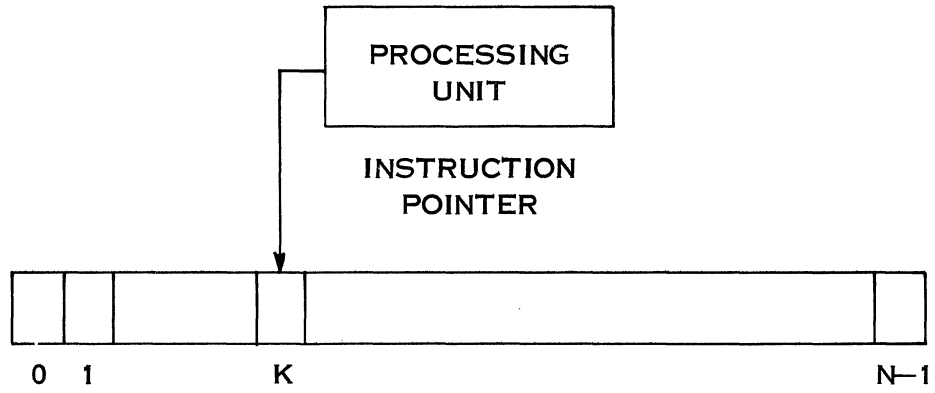 PROCESSING
UNIT
INSTRUCTION
POINTER
0 1 K N-1